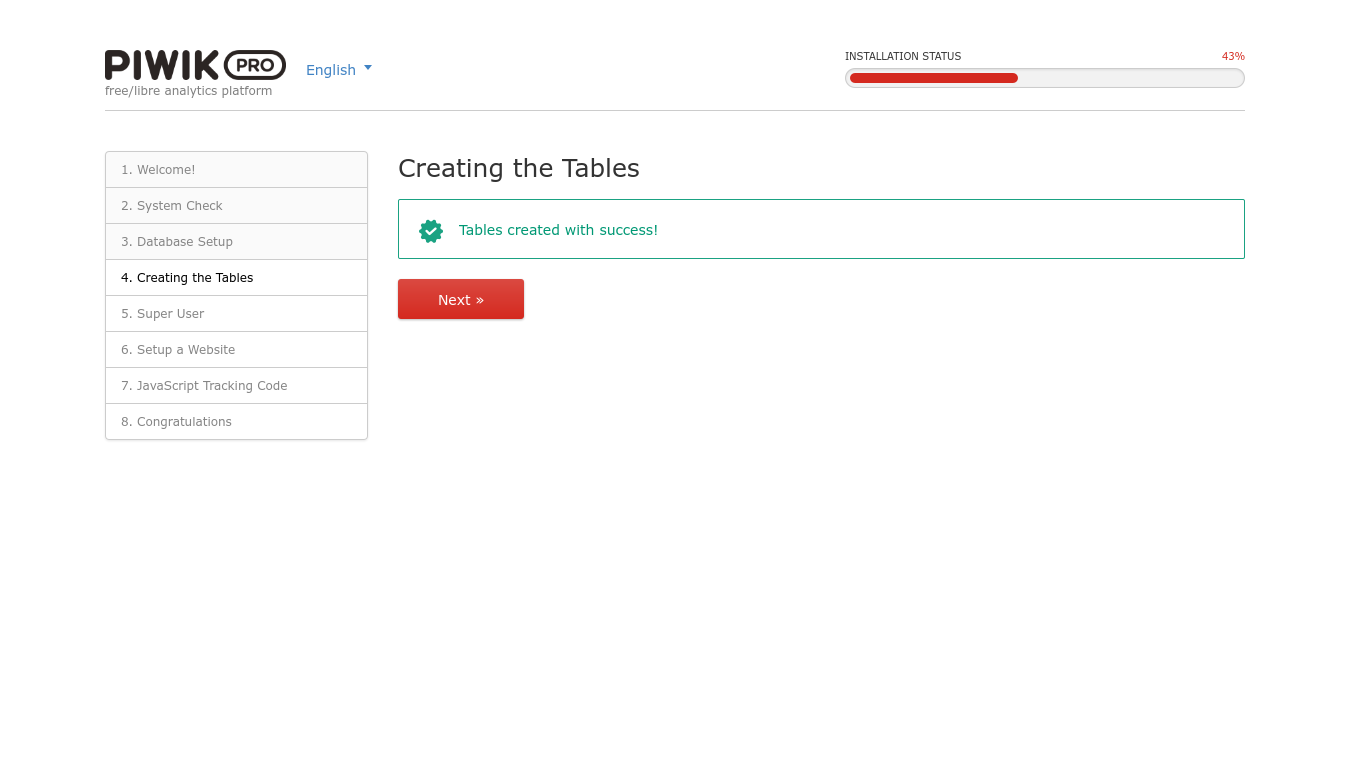 PIWIK PRO
free/libre analytics platform
English
INSTALLATION STATUS 43%
1. Welcome!
2. System Check
3. Database Setup
4. Creating the Tables
5. Super User
6. Setup a Website
7. JavaScript Tracking Code
8. Congratulations
Creating the Tables
Tables created with success!
Next »